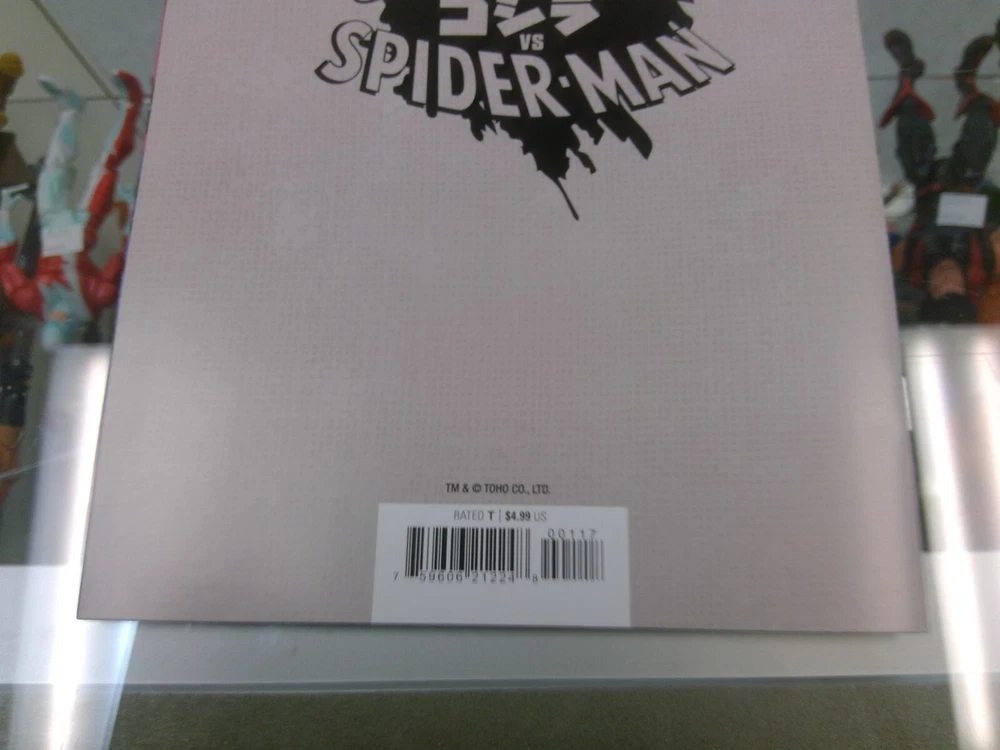 ゴジラ
VS
SPIDER-MAN
TM & © TOHO CO., LTD.
RATED T | $4.99 US
00117
7 59606 21224 8